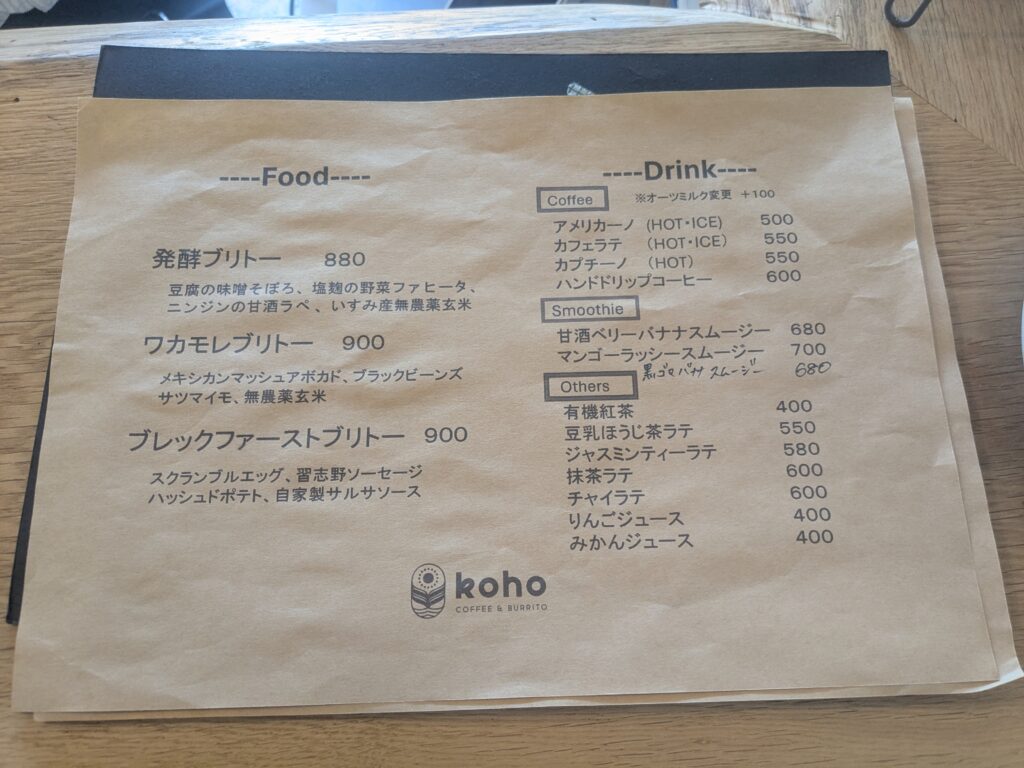 ----Food----
発酵ブリトー 880
豆腐の味噌そぼろ、塩麹の野菜ファヒータ、
ニンジンの甘酒ラペ、いすみ産無農薬玄米
ワカモレブリトー 900
メキシカンマッシュアボカド、ブラックビーンズ
サツマイモ、無農薬玄米
ブレックファーストブリトー 900
スクランブルエッグ、習志野ソーセージ
ハッシュドポテト、自家製サルサソース
----Drink----
Coffee ※オーツミルク変更 +100
アメリカーノ (HOT・ICE) 500
カフェラテ (HOT・ICE) 550
カプチーノ (HOT) 550
ハンドドリップコーヒー 600
Smoothie
甘酒ベリーバナナスムージー 680
マンゴーラッシースムージー 700
黒ゴマバナナスムージー 680
Others
有機紅茶 400
豆乳ほうじ茶ラテ 550
ジャスミンティーラテ 580
抹茶ラテ 600
チャイラテ 600
りんごジュース 400
みかんジュース 400
koho
COFFEE & BURRITO